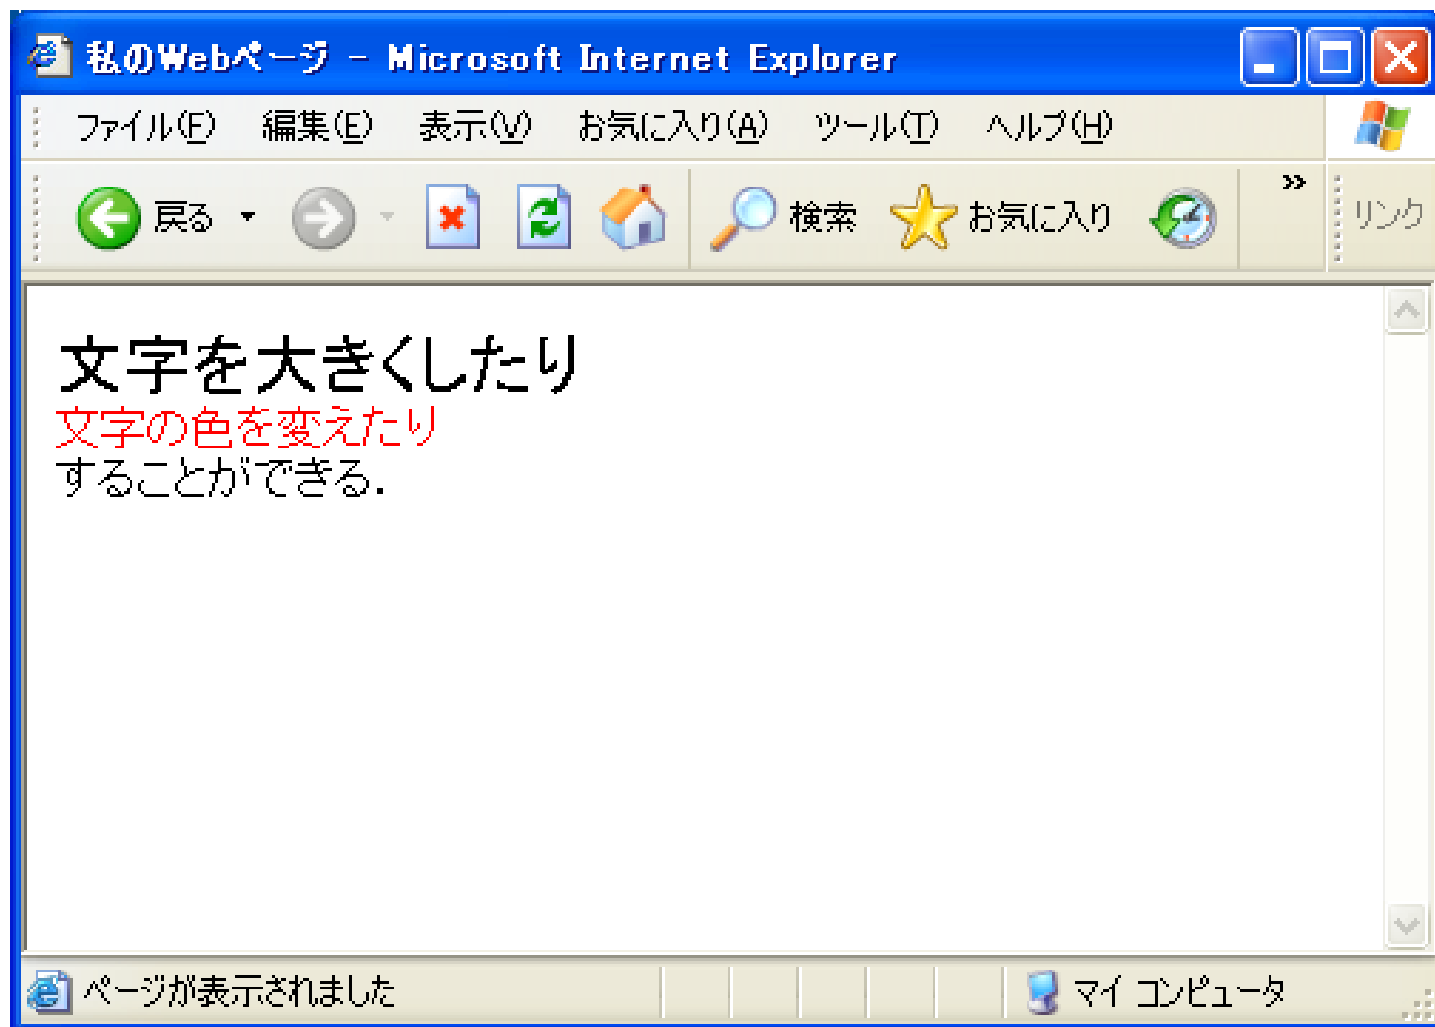 私のWebページ - Microsoft Internet Explorer
ファイル(F) 編集(E) 表示(V) お気に入り(A) ツール(T) ヘルプ(H)
戻る 検索 お気に入り » リンク
文字を大きくしたり
文字の色を変えたり
することができる.
ページが表示されました マイ コンピュータ